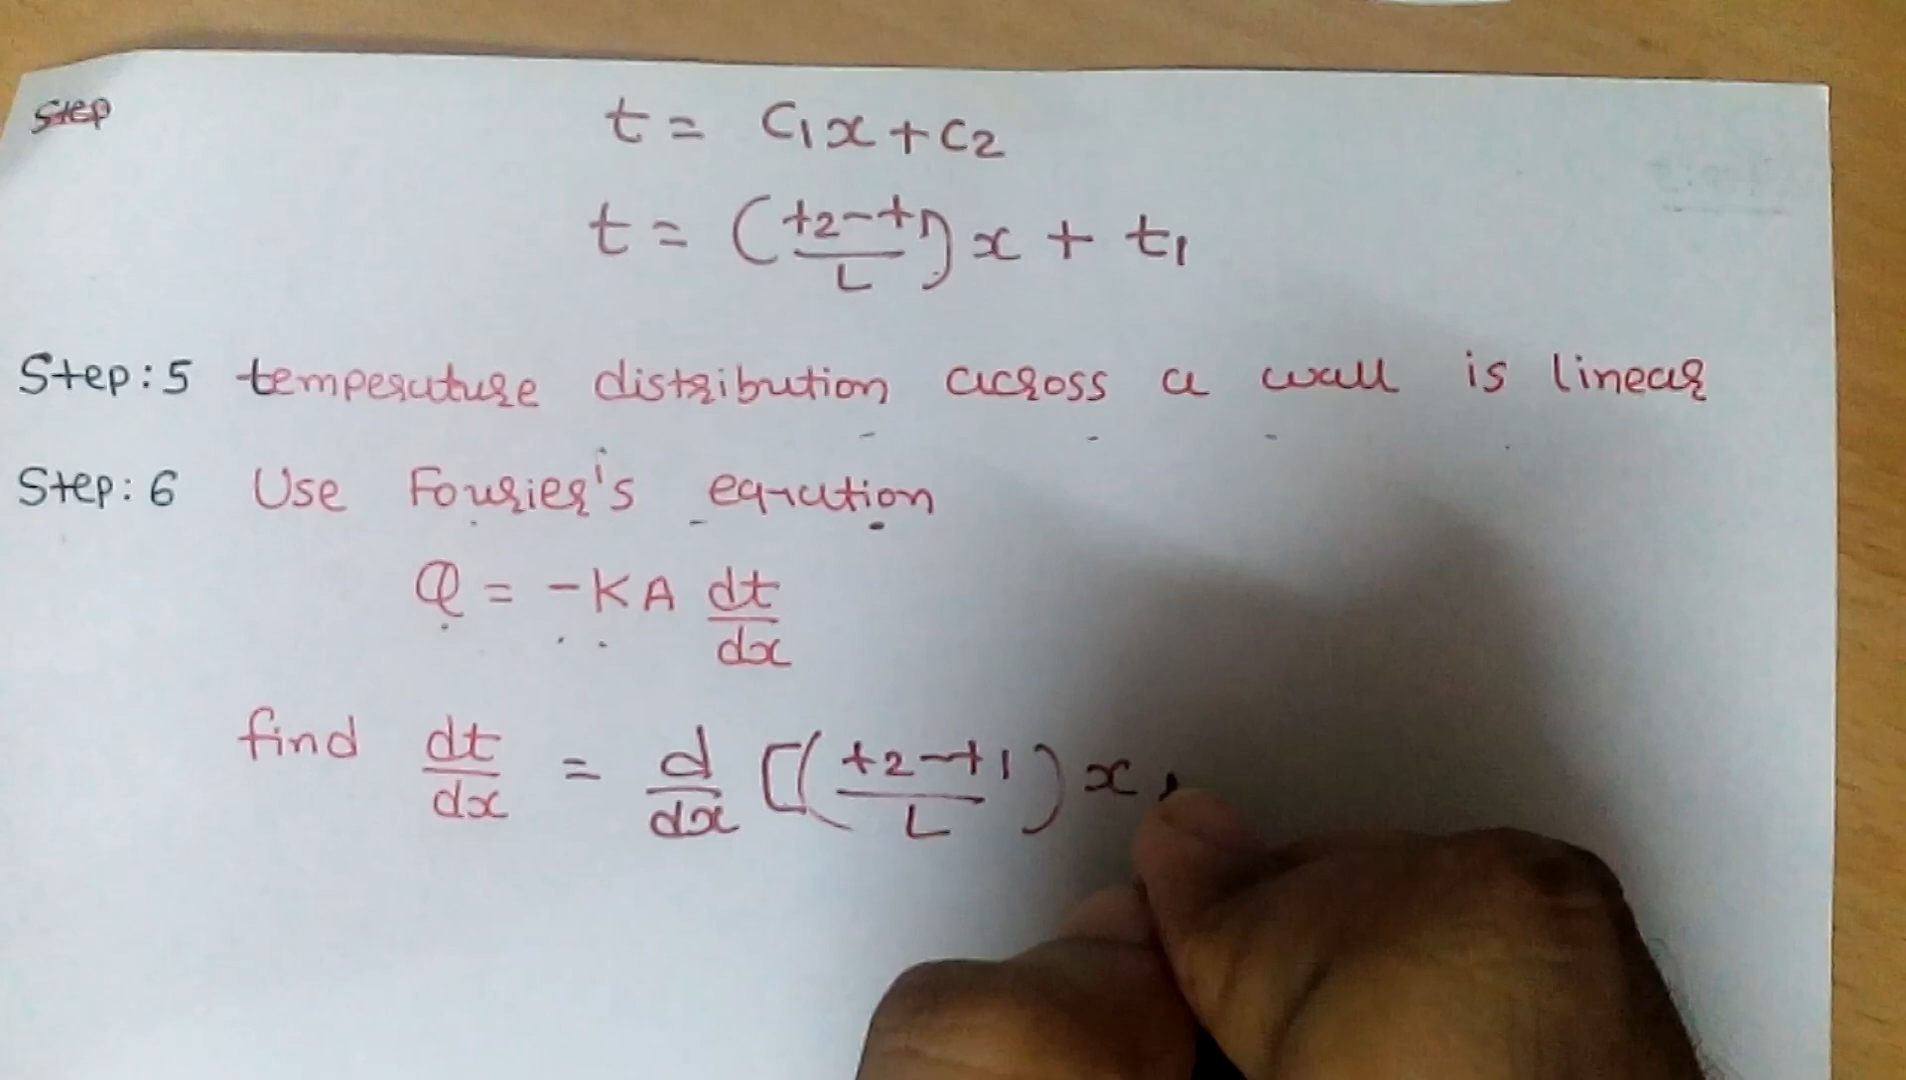 Step
t = C1x + C2
t = (t2-t1/L) x + t1
Step:5 temperature distribution across a wall is linear
Step:6 Use Fourier's equation
Q = -KA dt/dx
find dt/dx = d/dx [(t2-t1/L) x